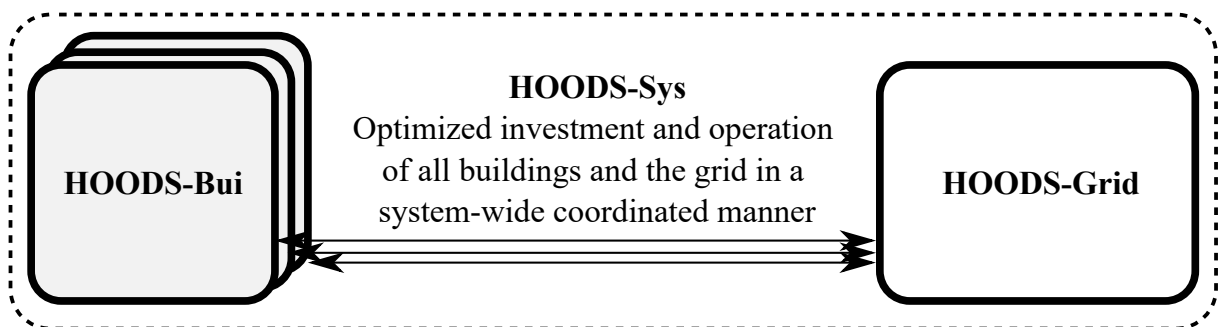 HOODS-Sys
Optimized investment and operation
of all buildings and the grid in a
system-wide coordinated manner
HOODS-Bui
HOODS-Grid